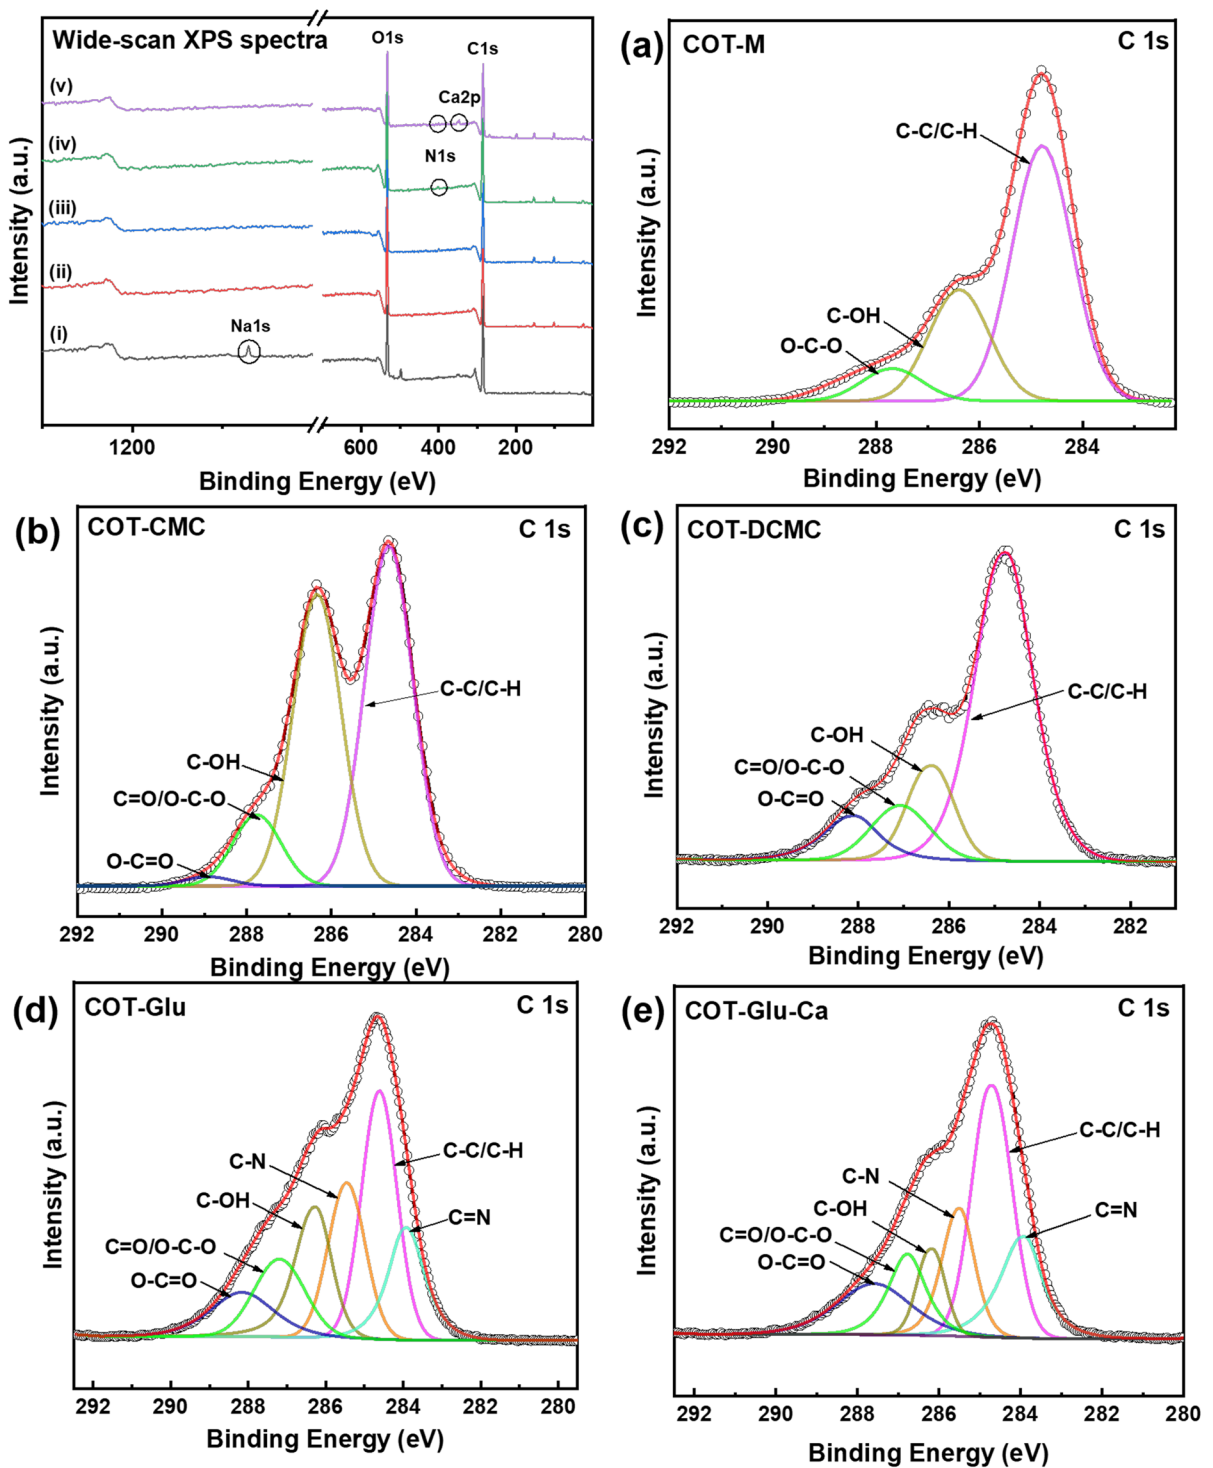 Wide-scan XPS spectra
O1s
C1s
(v)
Ca2p
(iv)
N1s
(iii)
(ii)
(i)
Na1s
Intensity (a.u.)
1200
600
400
200
Binding Energy (eV)
(a)
COT-M
C 1s
C-C/C-H
C-OH
O-C-O
Intensity (a.u.)
292
290
288
286
284
Binding Energy (eV)
(b)
COT-CMC
C 1s
C-C/C-H
C-OH
C=O/O-C-O
O-C=O
Intensity (a.u.)
292
290
288
286
284
282
280
Binding Energy (eV)
(c)
COT-DCMC
C 1s
C-C/C-H
C-OH
C=O/O-C-O
O-C=O
Intensity (a.u.)
292
290
288
286
284
282
Binding Energy (eV)
(d)
COT-Glu
C 1s
C-N
C-C/C-H
C-OH
C=N
C=O/O-C-O
O-C=O
Intensity (a.u.)
292
290
288
286
284
282
280
Binding Energy (eV)
(e)
COT-Glu-Ca
C 1s
C-C/C-H
C-N
C-OH
C=N
C=O/O-C-O
O-C=O
Intensity (a.u.)
292
290
288
286
284
282
280
Binding Energy (eV)